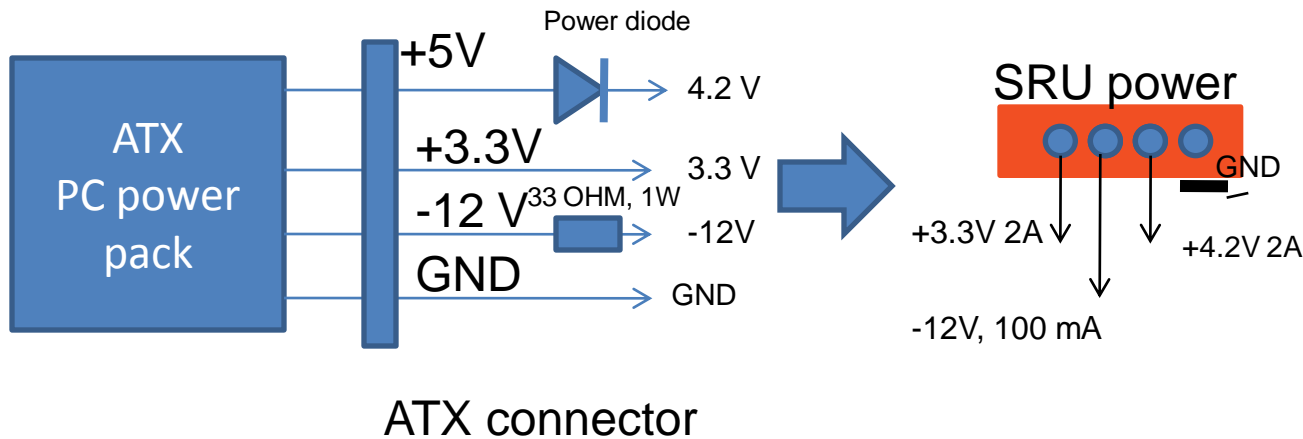 Power diode
+5V
4.2 V
ATX
PC power
pack
+3.3V
3.3 V
-12 V
33 OHM, 1W
-12V
GND
GND
ATX connector
SRU power
GND
+3.3V 2A
+4.2V 2A
-12V, 100 mA